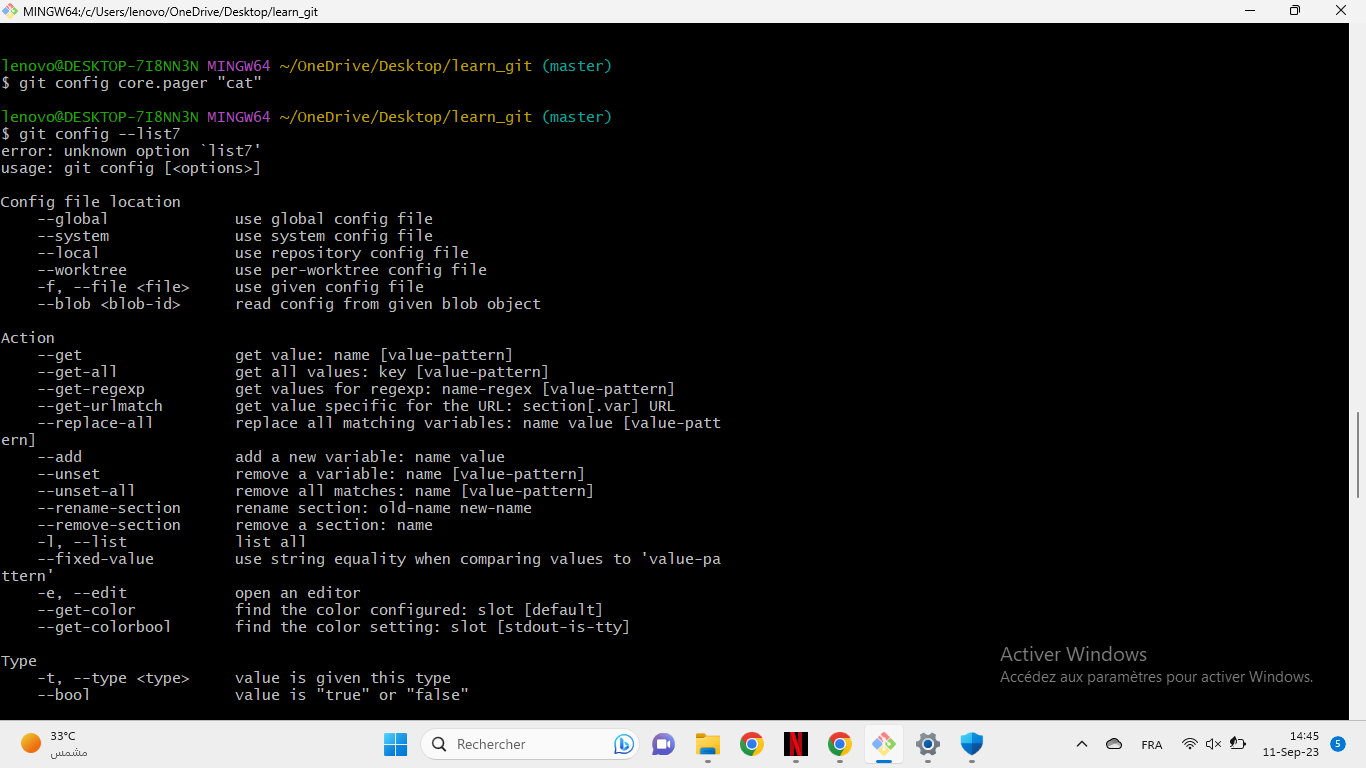 MINGW64:/c/Users/lenovo/OneDrive/Desktop/learn_git
lenovo@DESKTOP-7I8NN3N MINGW64 ~/OneDrive/Desktop/learn_git (master)
$ git config core.pager "cat"
lenovo@DESKTOP-7I8NN3N MINGW64 ~/OneDrive/Desktop/learn_git (master)
$ git config --list7
error: unknown option `list7'
usage: git config [<options>]
Config file location
--global use global config file
--system use system config file
--local use repository config file
--worktree use per-worktree config file
-f, --file <file> use given config file
--blob <blob-id> read config from given blob object
Action
--get get value: name [value-pattern]
--get-all get all values: key [value-pattern]
--get-regexp get values for regexp: name-regex [value-pattern]
--get-urlmatch get value specific for the URL: section[.var] URL
--replace-all replace all matching variables: name value [value-patt
ern]
--add add a new variable: name value
--unset remove a variable: name [value-pattern]
--unset-all remove all matches: name [value-pattern]
--rename-section rename section: old-name new-name
--remove-section remove a section: name
-l, --list list all
--fixed-value use string equality when comparing values to 'value-pa
ttern'
-e, --edit open an editor
--get-color find the color configured: slot [default]
--get-colorbool find the color setting: slot [stdout-is-tty]
Type
-t, --type <type> value is given this type
--bool value is "true" or "false"
Activer Windows
Accédez aux paramètres pour activer Windows.
33°C
مشمس
Rechercher
N
FRA
14:45
11-Sep-23
5